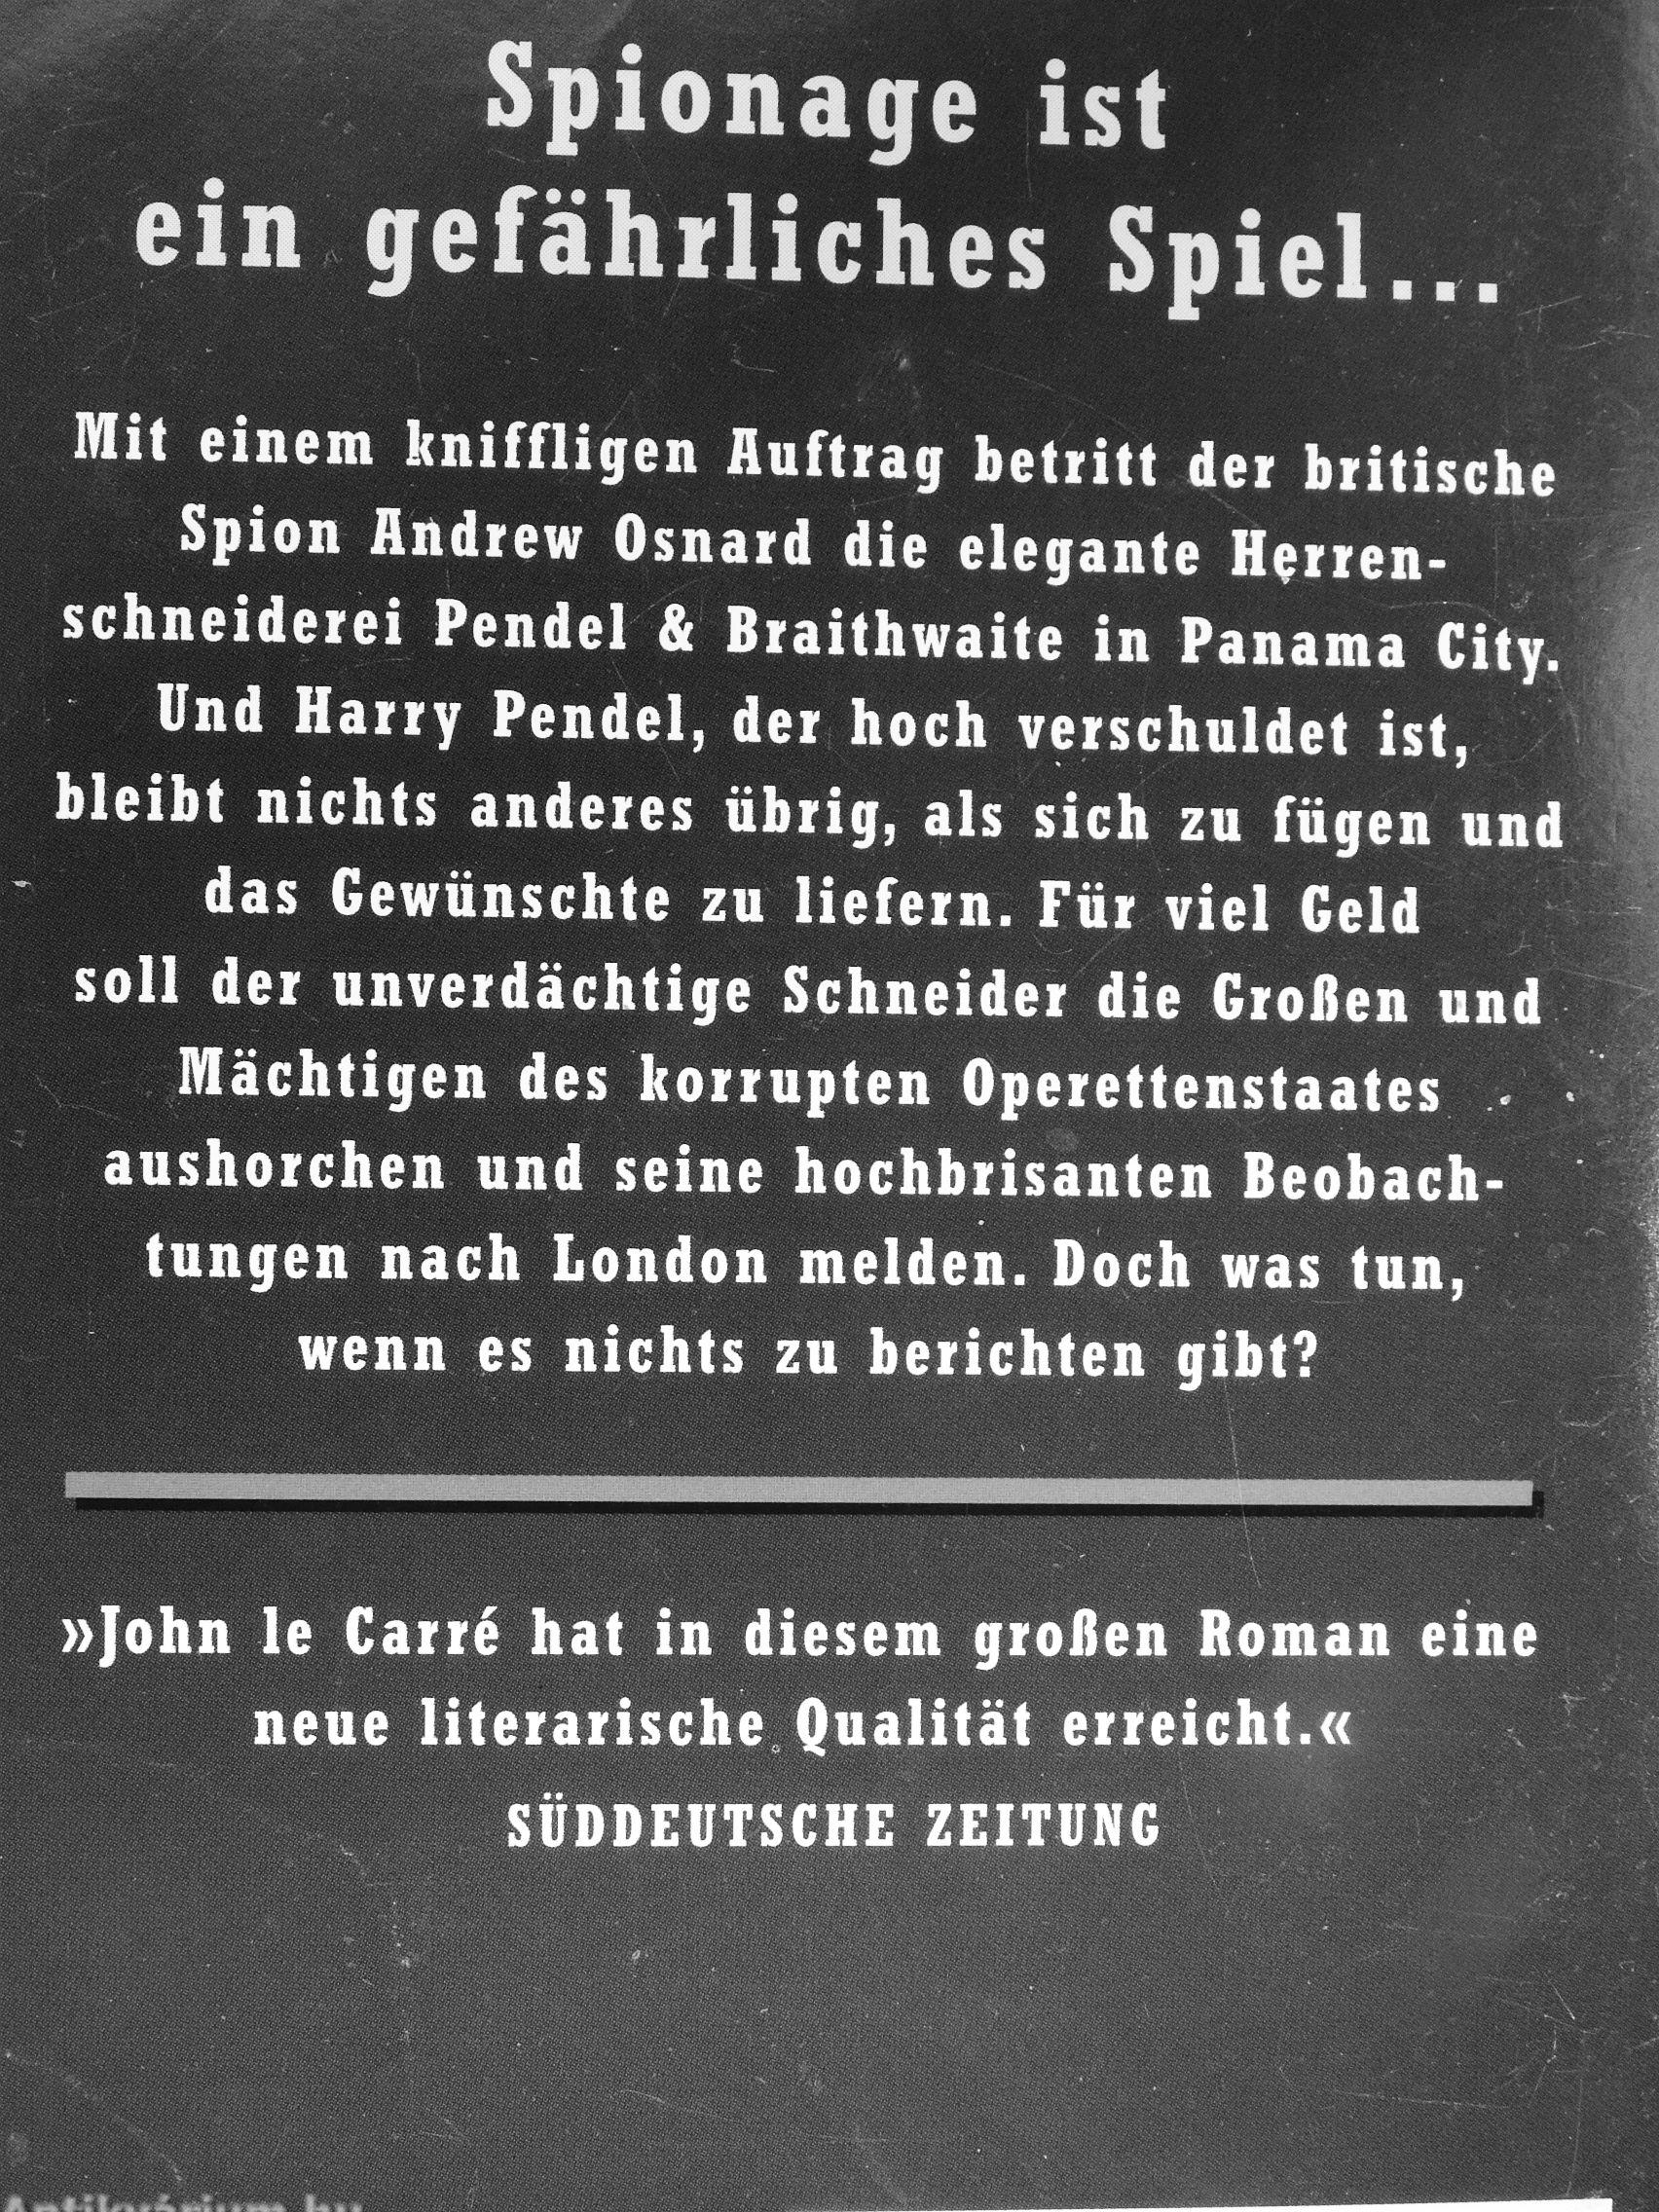 Spionage ist
ein gefährliches Spiel...
Mit einem kniffligen Auftrag betritt der britische
Spion Andrew Osnard die elegante Herren-
schneiderei Pendel & Braithwaite in Panama City.
Und Harry Pendel, der hoch verschuldet ist,
bleibt nichts anderes übrig, als sich zu fügen und
das Gewünschte zu liefern. Für viel Geld
soll der unverdächtige Schneider die Großen und
Mächtigen des korrupten Operettenstaates
aushorchen und seine hochbrisanten Beobach-
tungen nach London melden. Doch was tun,
wenn es nichts zu berichten gibt?
»John le Carré hat in diesem großen Roman eine
neue literarische Qualität erreicht.«
SÜDDEUTSCHE ZEITUNG